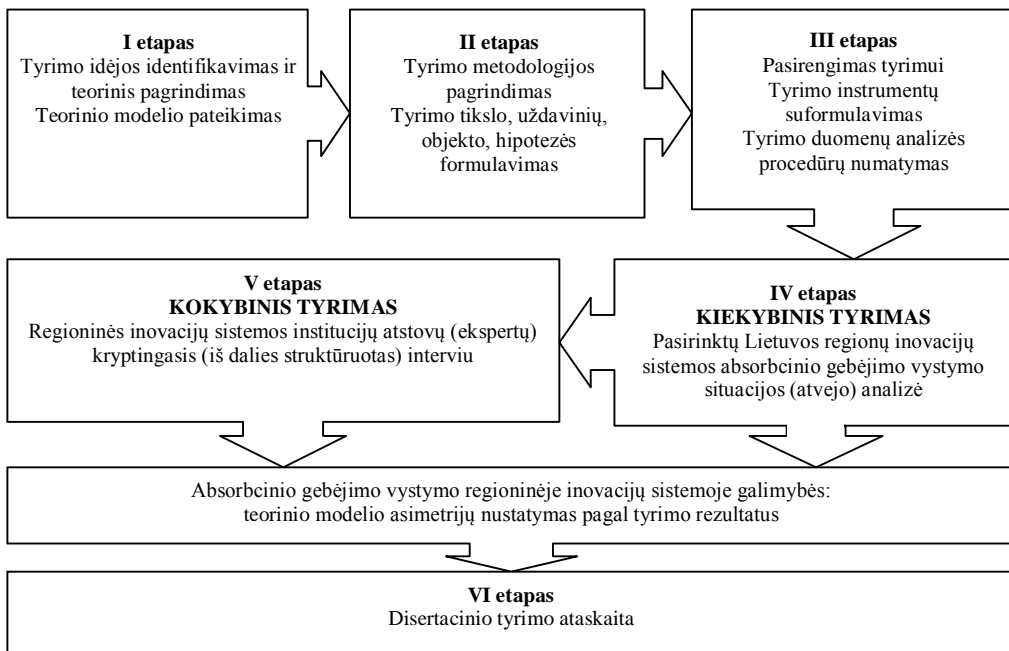 I etapas
Tyrimo idėjos identifikavimas ir
teorinis pagrindimas
Teorinio modelio pateikimas
II etapas
Tyrimo metodologijos
pagrindimas
Tyrimo tikslo, uždavinių,
objekto, hipotezės
formulavimas
III etapas
Pasirengimas tyrimui
Tyrimo instrumentų
suformulavimas
Tyrimo duomenų analizės
procedūrų numatymas
IV etapas
KIEKYBINIS TYRIMAS
Pasirinktų Lietuvos regionų inovacijų
sistemos absorbcinio gebėjimo vystymo
situacijos (atvejo) analizė
V etapas
KOKYBINIS TYRIMAS
Regioninės inovacijų sistemos institucijų atstovų (ekspertų)
kryptingasis (iš dalies struktūruotas) interviu
Absorbcinio gebėjimo vystymo regioninėje inovacijų sistemoje galimybės:
teorinio modelio asimetrijų nustatymas pagal tyrimo rezultatus
VI etapas
Disertacinio tyrimo ataskaita